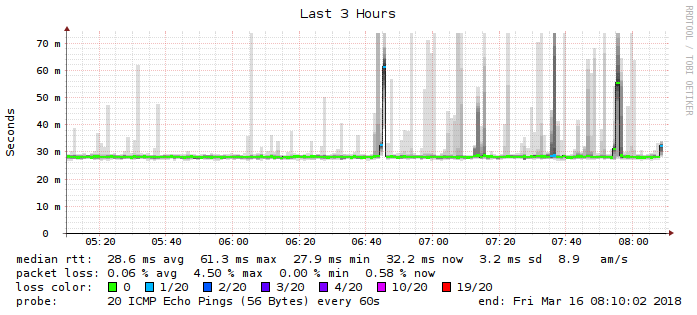 Last 3 Hours
RRDTOOL / TOBI OETIKER
Seconds
70 m
60 m
50 m
40 m
30 m
20 m
10 m
0
05:20 05:40 06:00 06:20 06:40 07:00 07:20 07:40 08:00
median rtt: 28.6 ms avg 61.3 ms max 27.9 ms min 32.2 ms now 3.2 ms sd 8.9 am/s
packet loss: 0.06 % avg 4.50 % max 0.00 % min 0.58 % now
loss color: 0 1/20 2/20 3/20 4/20 10/20 19/20
probe: 20 ICMP Echo Pings (56 Bytes) every 60s end: Fri Mar 16 08:10:02 2018